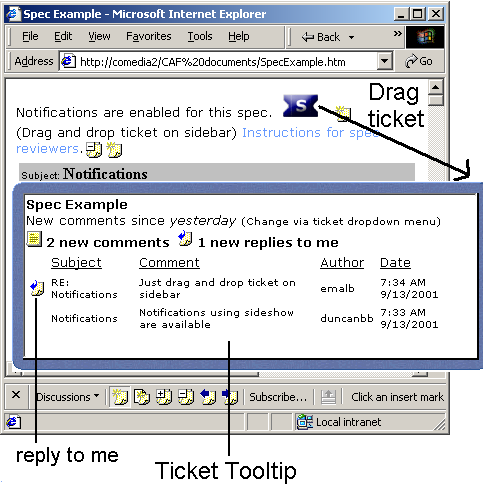 Spec Example - Microsoft Internet Explorer
File Edit View Favorites Tools Help Back »
Address http://comedia2/CAF%20documents/SpecExample.htm Go
Drag
ticket
S
Notifications are enabled for this spec.
(Drag and drop ticket on sidebar) Instructions for spec
reviewers.
Subject: Notifications
Spec Example
New comments since yesterday (Change via ticket dropdown menu)
2 new comments 1 new replies to me
Subject Comment Author Date
RE: Notifications Just drag and drop ticket on sidebar emalb 7:34 AM 9/13/2001
Notifications Notifications using sideshow are available duncanbb 7:33 AM 9/13/2001
Discussions Subscribe... Click an insert mark
Local intranet
reply to me
Ticket Tooltip